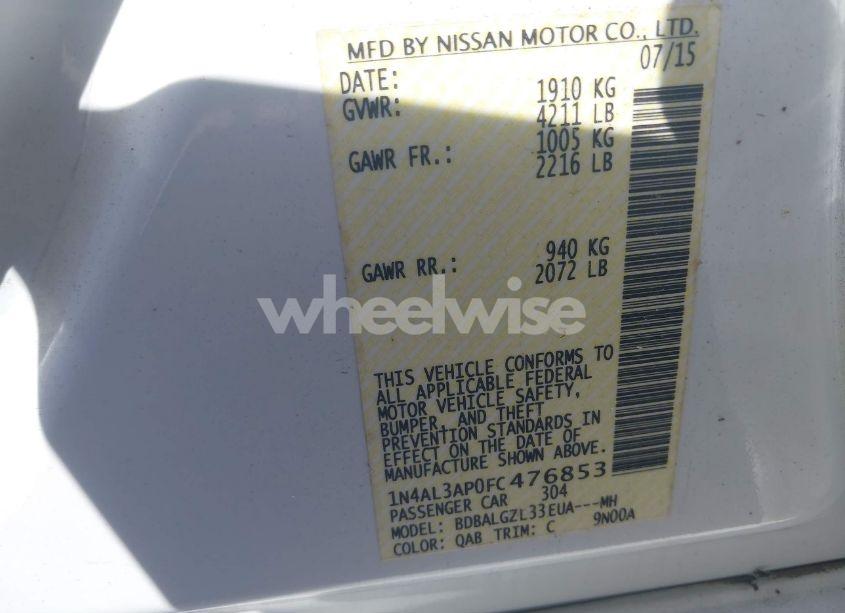 MFD BY NISSAN MOTOR CO., LTD.
DATE: 07/15
GVWR: 1910 KG
4211 LB
GAWR FR.: 1005 KG
2216 LB
GAWR RR.: 940 KG
2072 LB
wheelwise
THIS VEHICLE CONFORMS TO
ALL APPLICABLE FEDERAL
MOTOR VEHICLE SAFETY,
BUMPER, AND THEFT
PREVENTION STANDARDS IN
EFFECT ON THE DATE OF
MANUFACTURE SHOWN ABOVE.
1N4AL3AP0FC476853
PASSENGER CAR 304
MODEL: BDBALGZL33EUA---MH
COLOR: QAB TRIM: C 9N00A